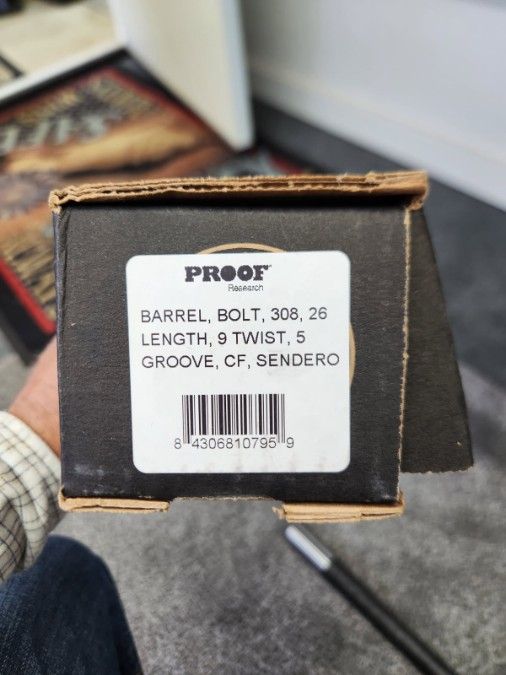 PROOF
Research
BARREL, BOLT, 308, 26
LENGTH, 9 TWIST, 5
GROOVE, CF, SENDERO
8 4306810795 9